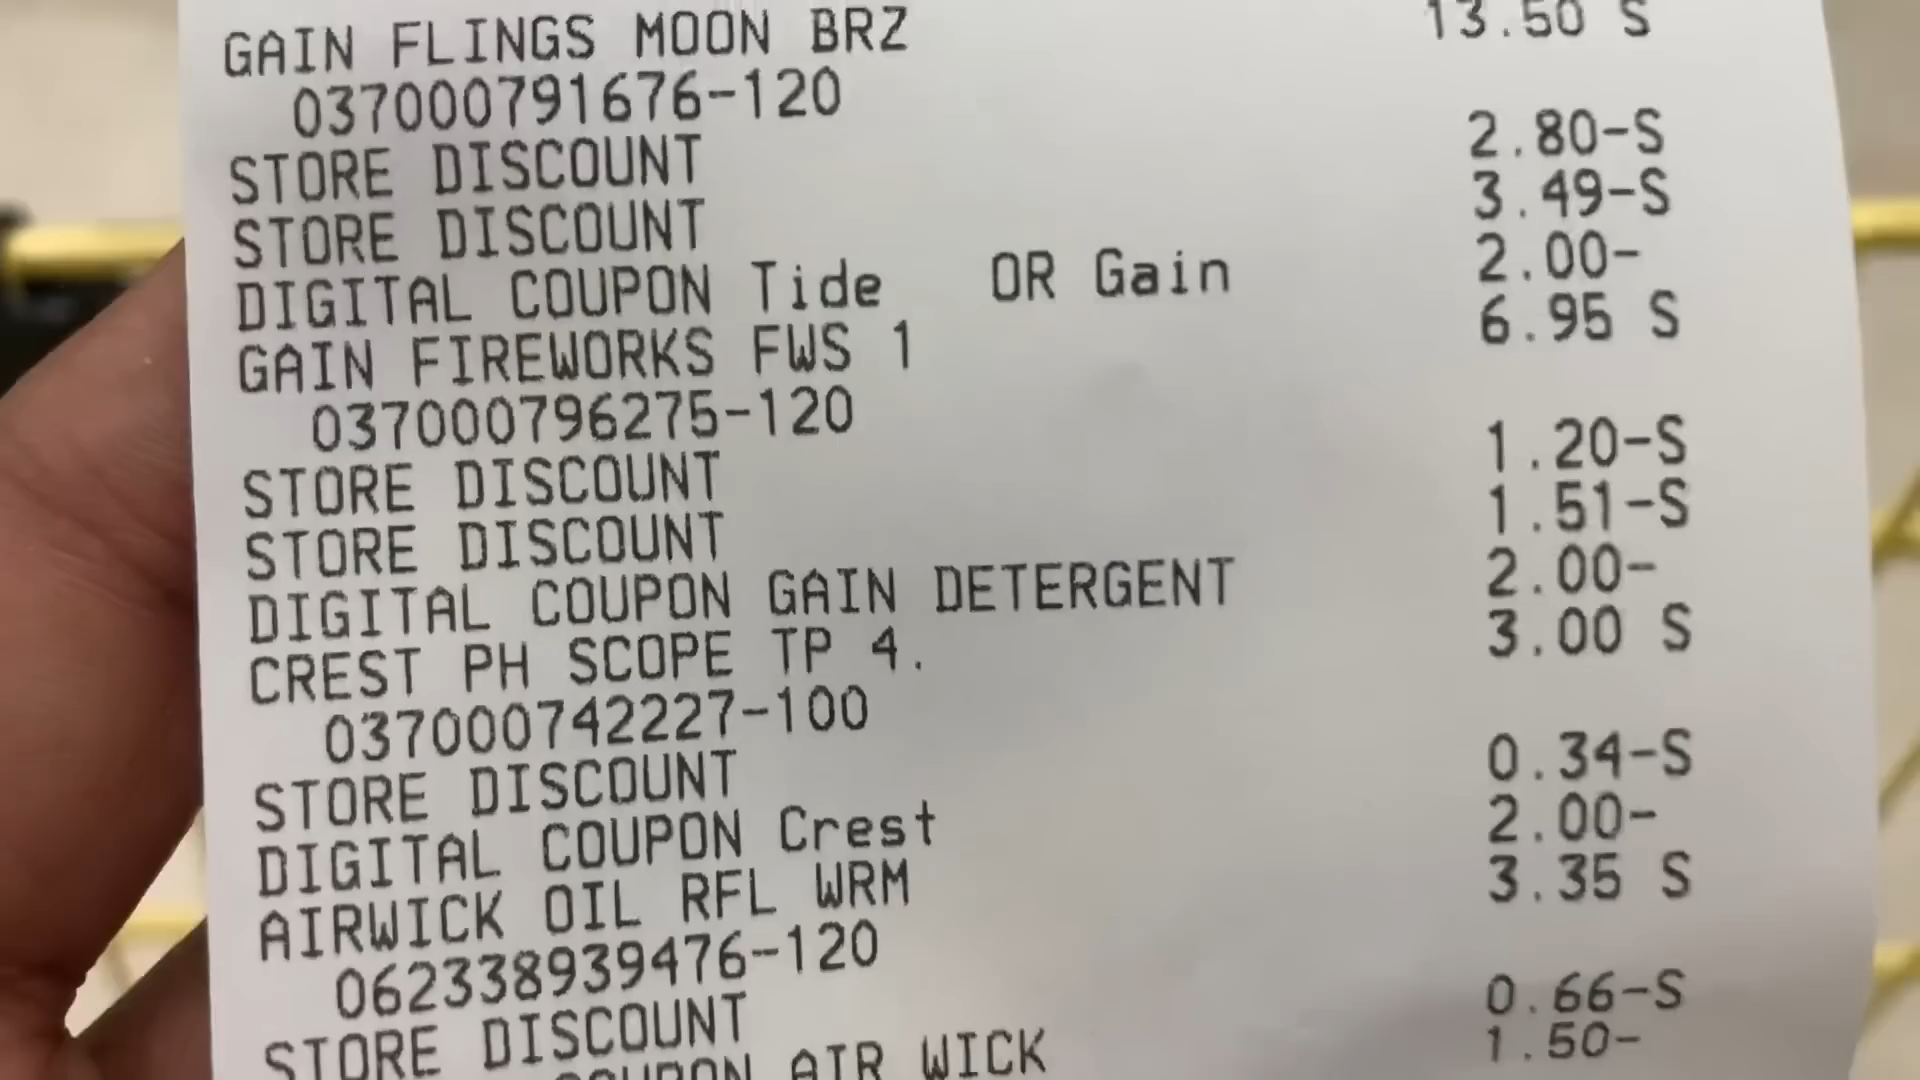 GAIN FLINGS MOON BRZ 13.50 S
037000791676-120
STORE DISCOUNT 2.80-S
STORE DISCOUNT 3.49-S
DIGITAL COUPON Tide OR Gain 2.00-
GAIN FIREWORKS FWS 1 6.95 S
037000796275-120
STORE DISCOUNT 1.20-S
STORE DISCOUNT 1.51-S
DIGITAL COUPON GAIN DETERGENT 2.00-
CREST PH SCOPE TP 4. 3.00 S
037000742227-100
STORE DISCOUNT 0.34-S
DIGITAL COUPON Crest 2.00-
AIRWICK OIL RFL WRM 3.35 S
062338939476-120
STORE DISCOUNT 0.66-S
COUPON AIR WICK 1.50-